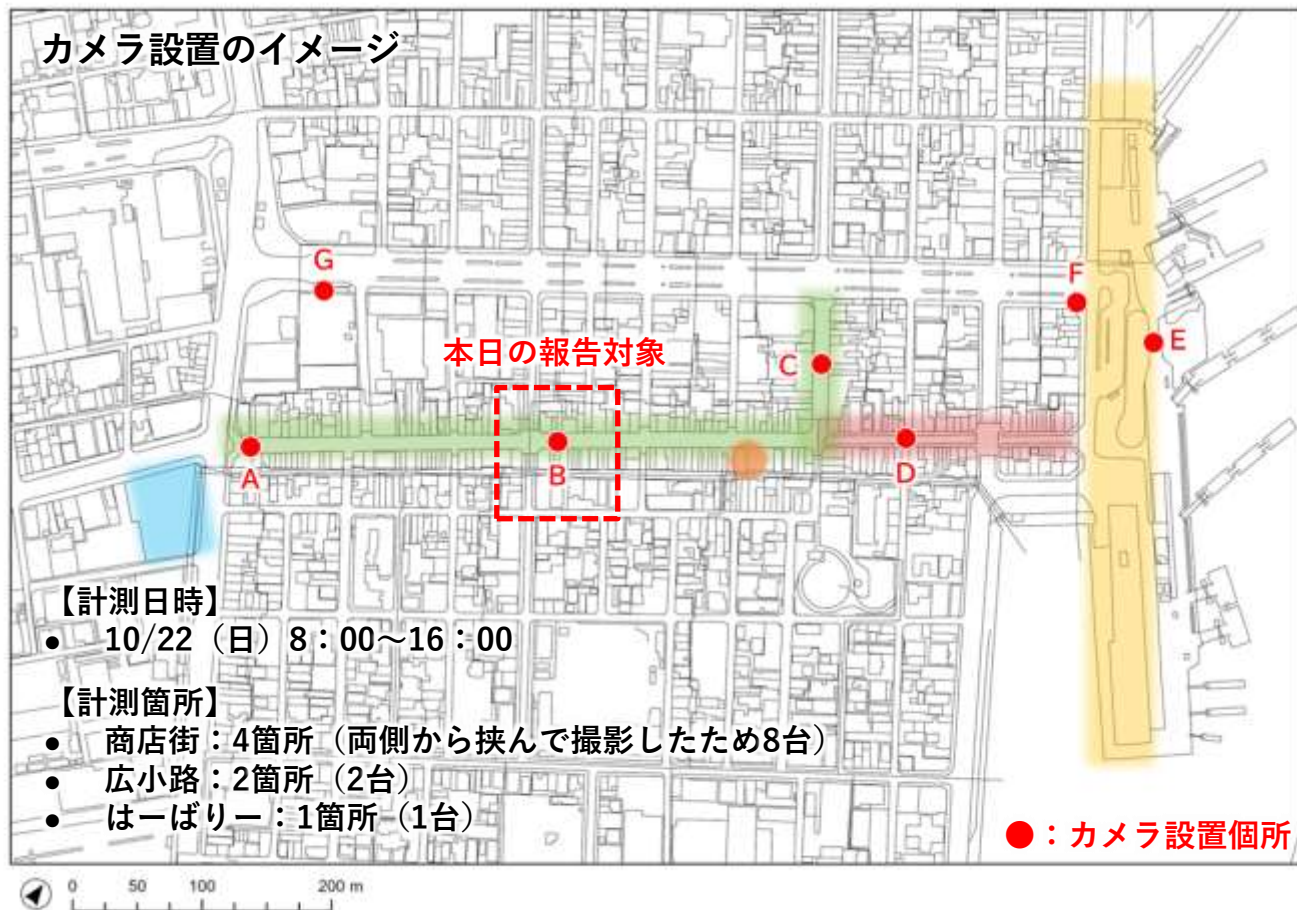 カメラ設置のイメージ
G
F
E
本日の報告対象
C
A
B
D
【計測日時】
● 10/22（日）8：00～16：00
【計測箇所】
● 商店街：4箇所（両側から挟んで撮影したため8台）
● 広小路：2箇所（2台）
● はーばりー：1箇所（1台）
●：カメラ設置個所
0 50 100 200 m